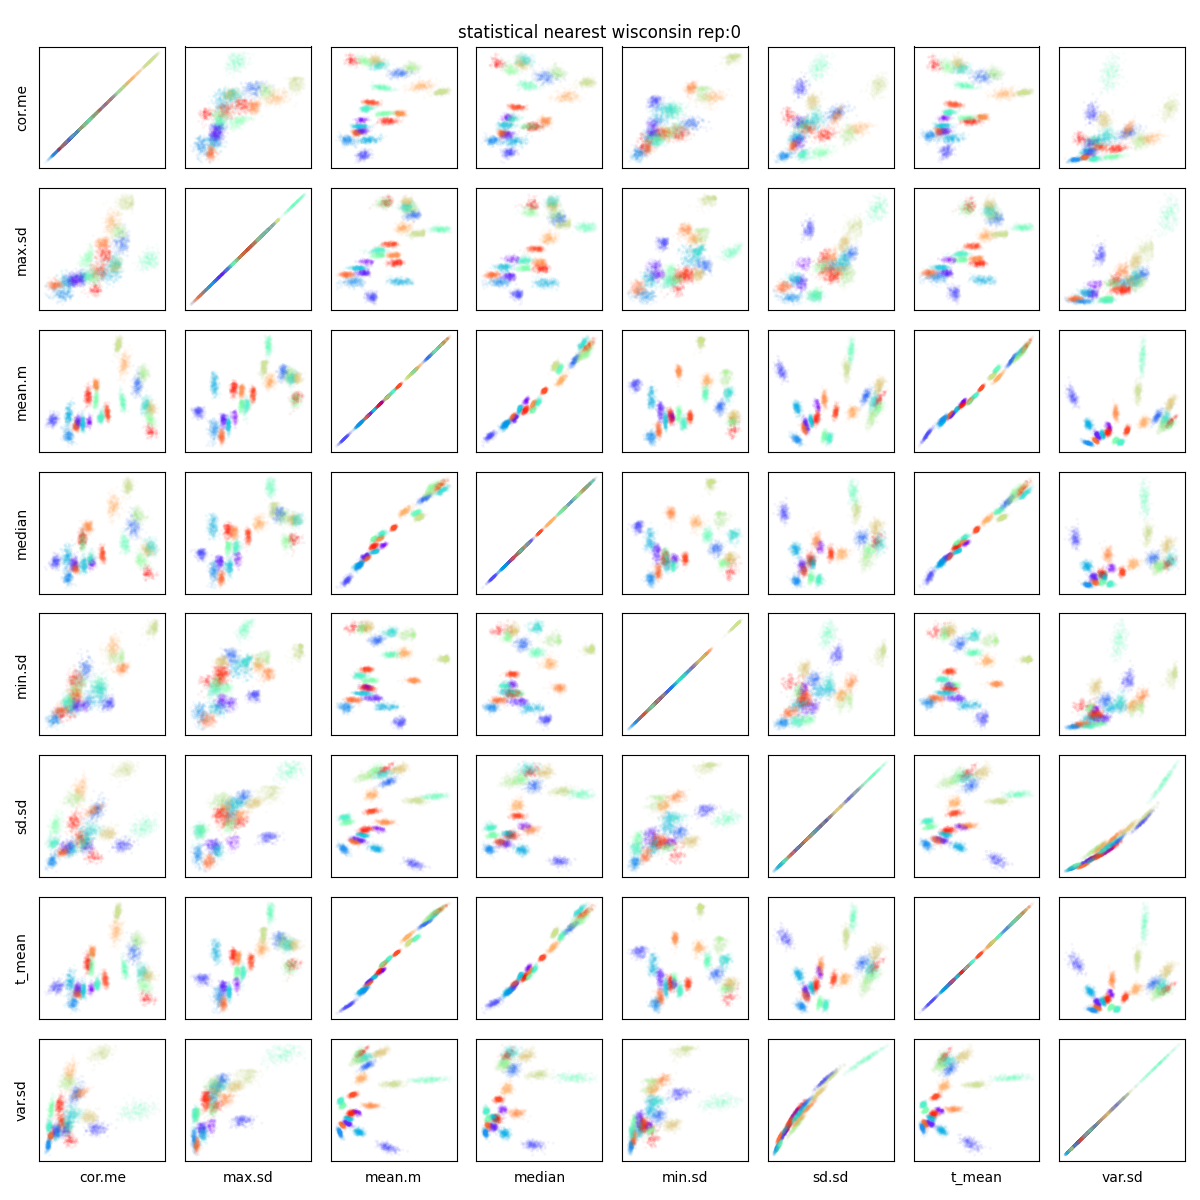 statistical nearest wisconsin rep:0
cor.me
max.sd
mean.m
median
min.sd
sd.sd
t_mean
var.sd
cor.me max.sd mean.m median min.sd sd.sd t_mean var.sd